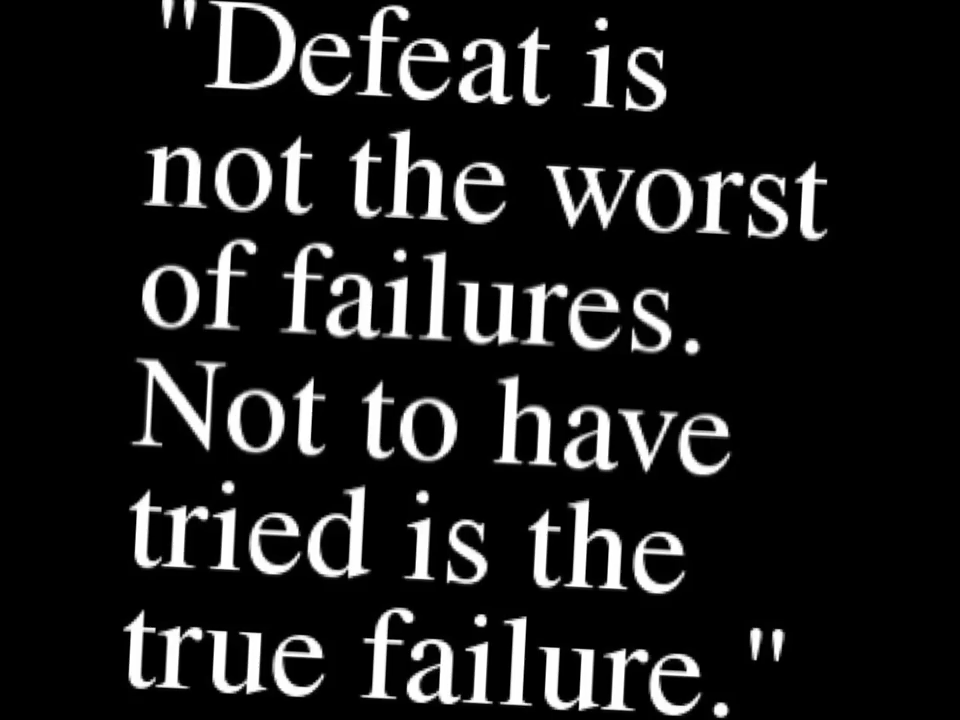 "Defeat is
not the worst
of failures.
Not to have
tried is the
true failure."